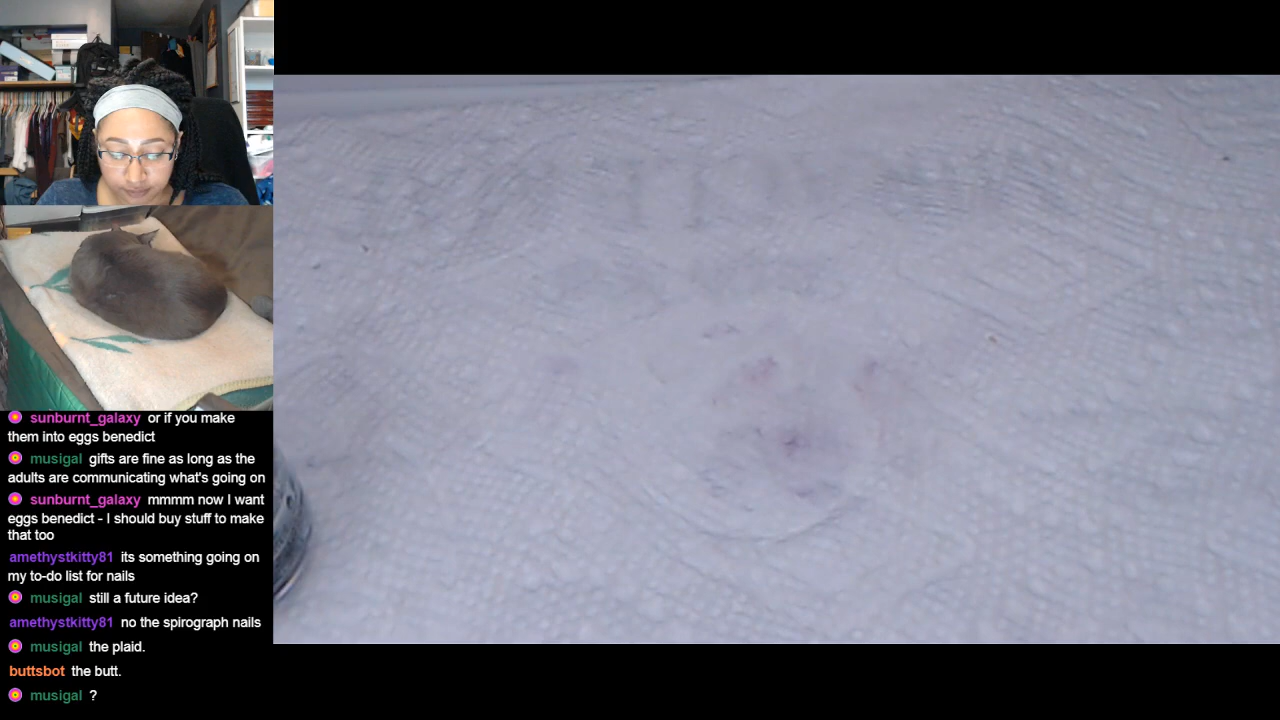 sunburnt_galaxy or if you make
them into eggs benedict
musigal gifts are fine as long as the
adults are communicating what's going on
sunburnt_galaxy mmmm now I want
eggs benedict - I should buy stuff to make
that too
amethystkitty81 its something going on
my to-do list for nails
musigal still a future idea?
amethystkitty81 no the spirograph nails
musigal the plaid.
buttsbot the butt.
musigal ?